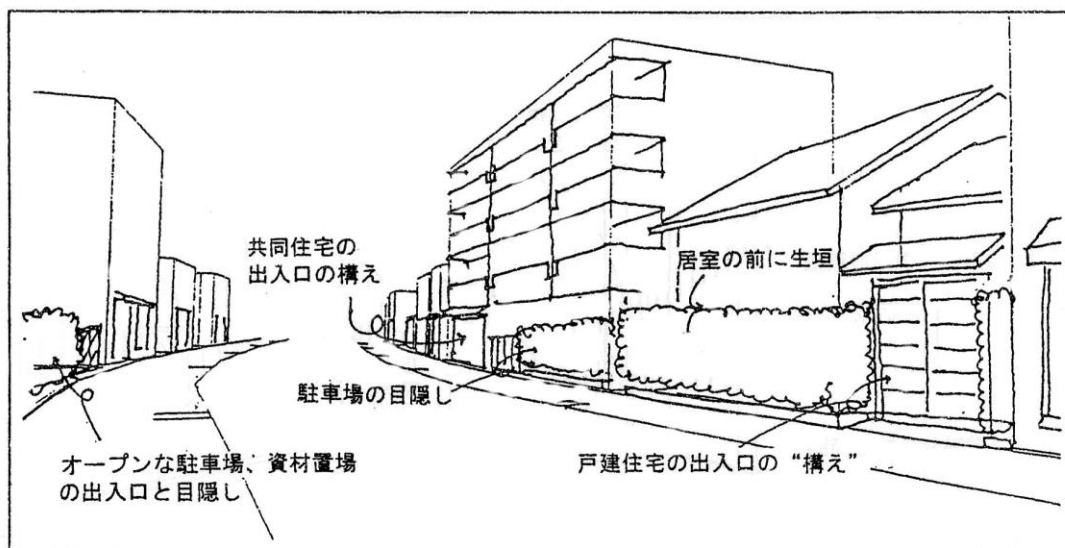 共同住宅の
出入口の構え
居室の前に生垣
駐車場の目隠し
オープンな駐車場、資材置場
の出入口と目隠し
戸建住宅の出入口の“構え”